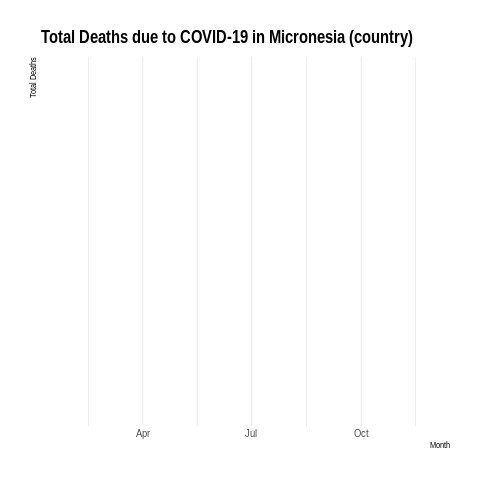 Total Deaths due to COVID-19 in Micronesia (country)
Total Deaths
Apr Jul Oct
Month